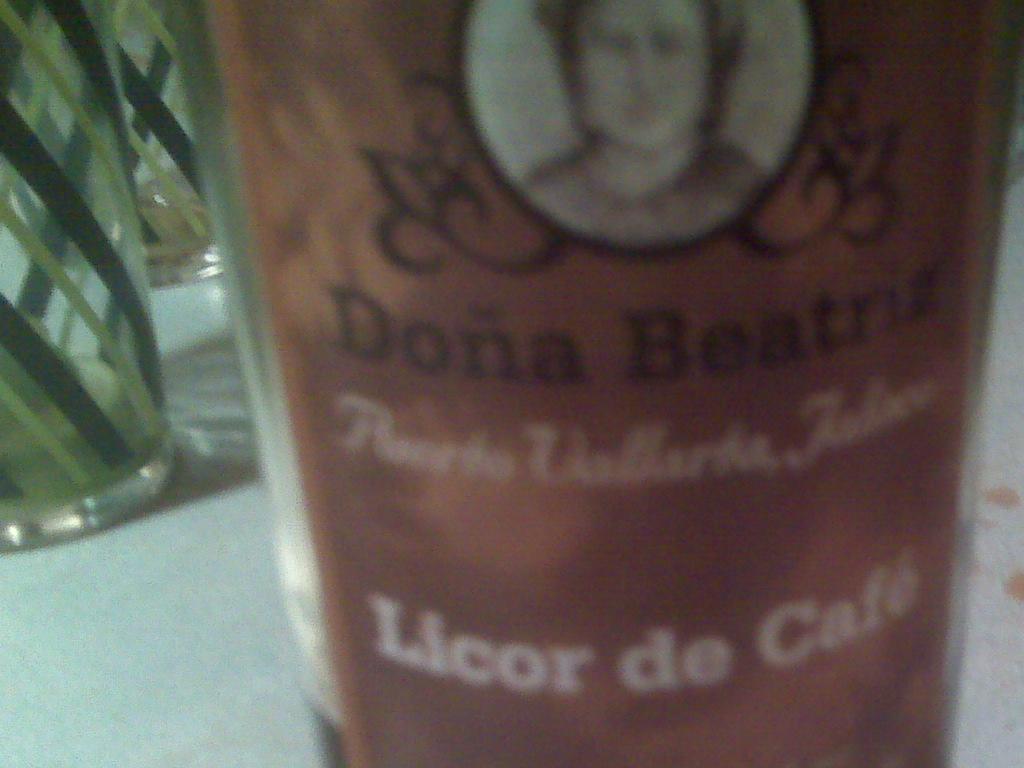 Doña Beatriz
Puerto Vallarta, Jalisco
Licor de Café